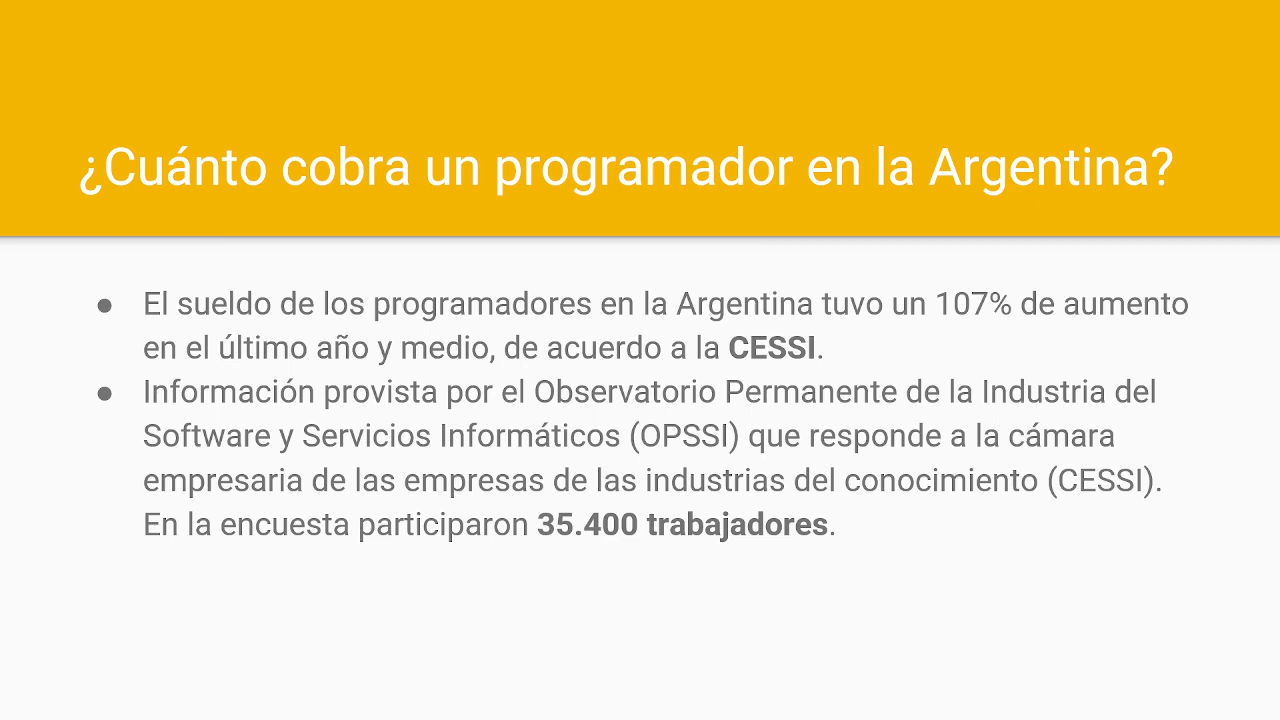 ¿Cuánto cobra un programador en la Argentina?
● El sueldo de los programadores en la Argentina tuvo un 107% de aumento
en el último año y medio, de acuerdo a la CESSI.
● Información provista por el Observatorio Permanente de la Industria del
Software y Servicios Informáticos (OPSSI) que responde a la cámara
empresaria de las empresas de las industrias del conocimiento (CESSI).
En la encuesta participaron 35.400 trabajadores.